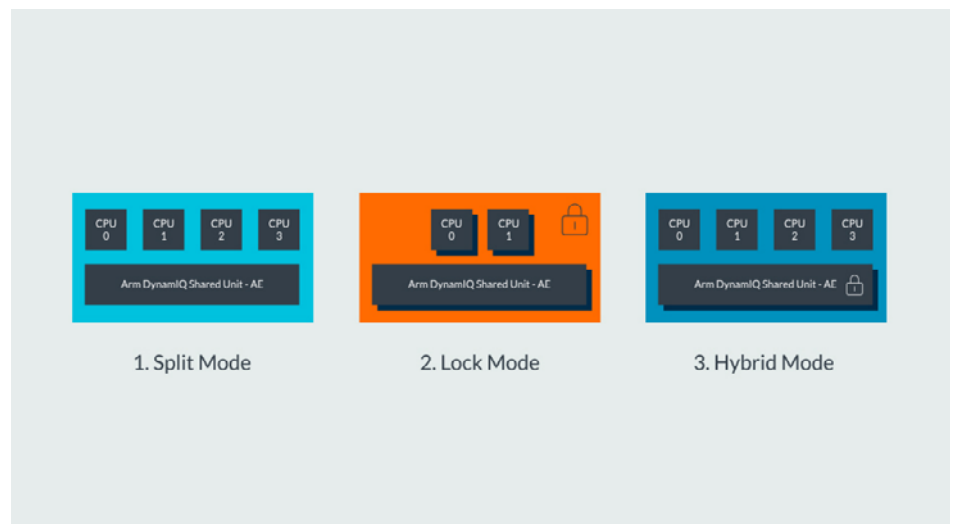 CPU
0
CPU
1
CPU
2
CPU
3
Arm DynamIQ Shared Unit - AE
1. Split Mode
CPU
0
CPU
1
Arm DynamIQ Shared Unit - AE
2. Lock Mode
CPU
0
CPU
1
CPU
2
CPU
3
Arm DynamIQ Shared Unit - AE
3. Hybrid Mode